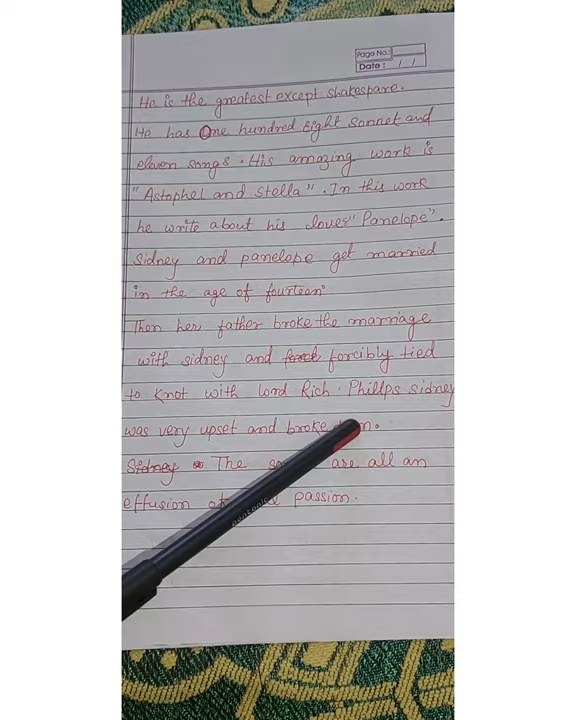 Page No.:
Date : / /
He is the greatest except shakespare.
He has One hundred Eight sonnet and
eleven songs. His amazing work is
"Astophel and Stella". In this work
he write about his lover "Panelope".
Sidney and panelope get married
in the age of fourteen.
Then her father broke the marriage
with sidney and forcibly tied
to knot with lord Rich. Phillps sidney
was very upset and broke
Sidney The are all an
effusion passion.
pentonic